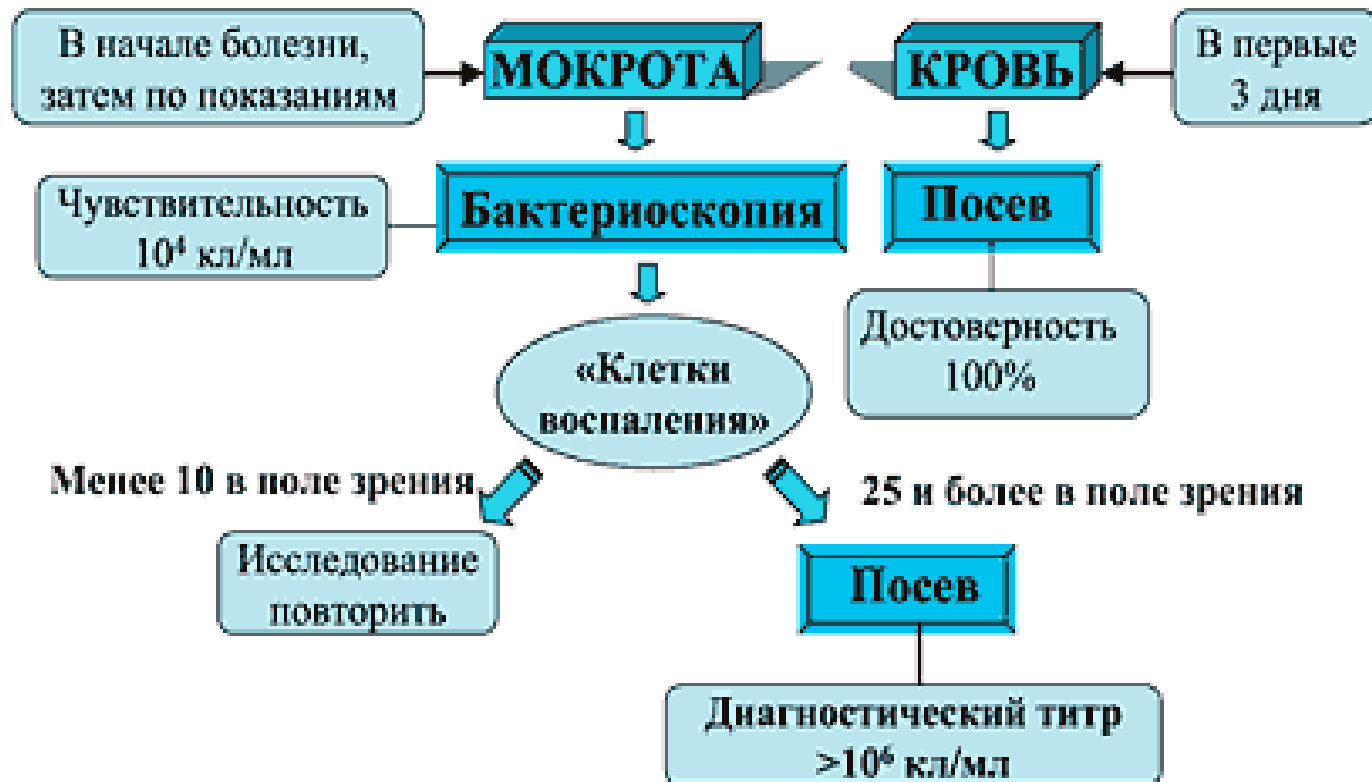 В начале болезни,
затем по показаниям
МОКРОТА
КРОВЬ
В первые
3 дня
Чувствительность
10⁴ кл/мл
Бактериоскопия
Посев
Достоверность
100%
«Клетки
воспаления»
Менее 10 в поле зрения
25 и более в поле зрения
Исследование
повторить
Посев
Диагностический титр
>10⁶ кл/мл